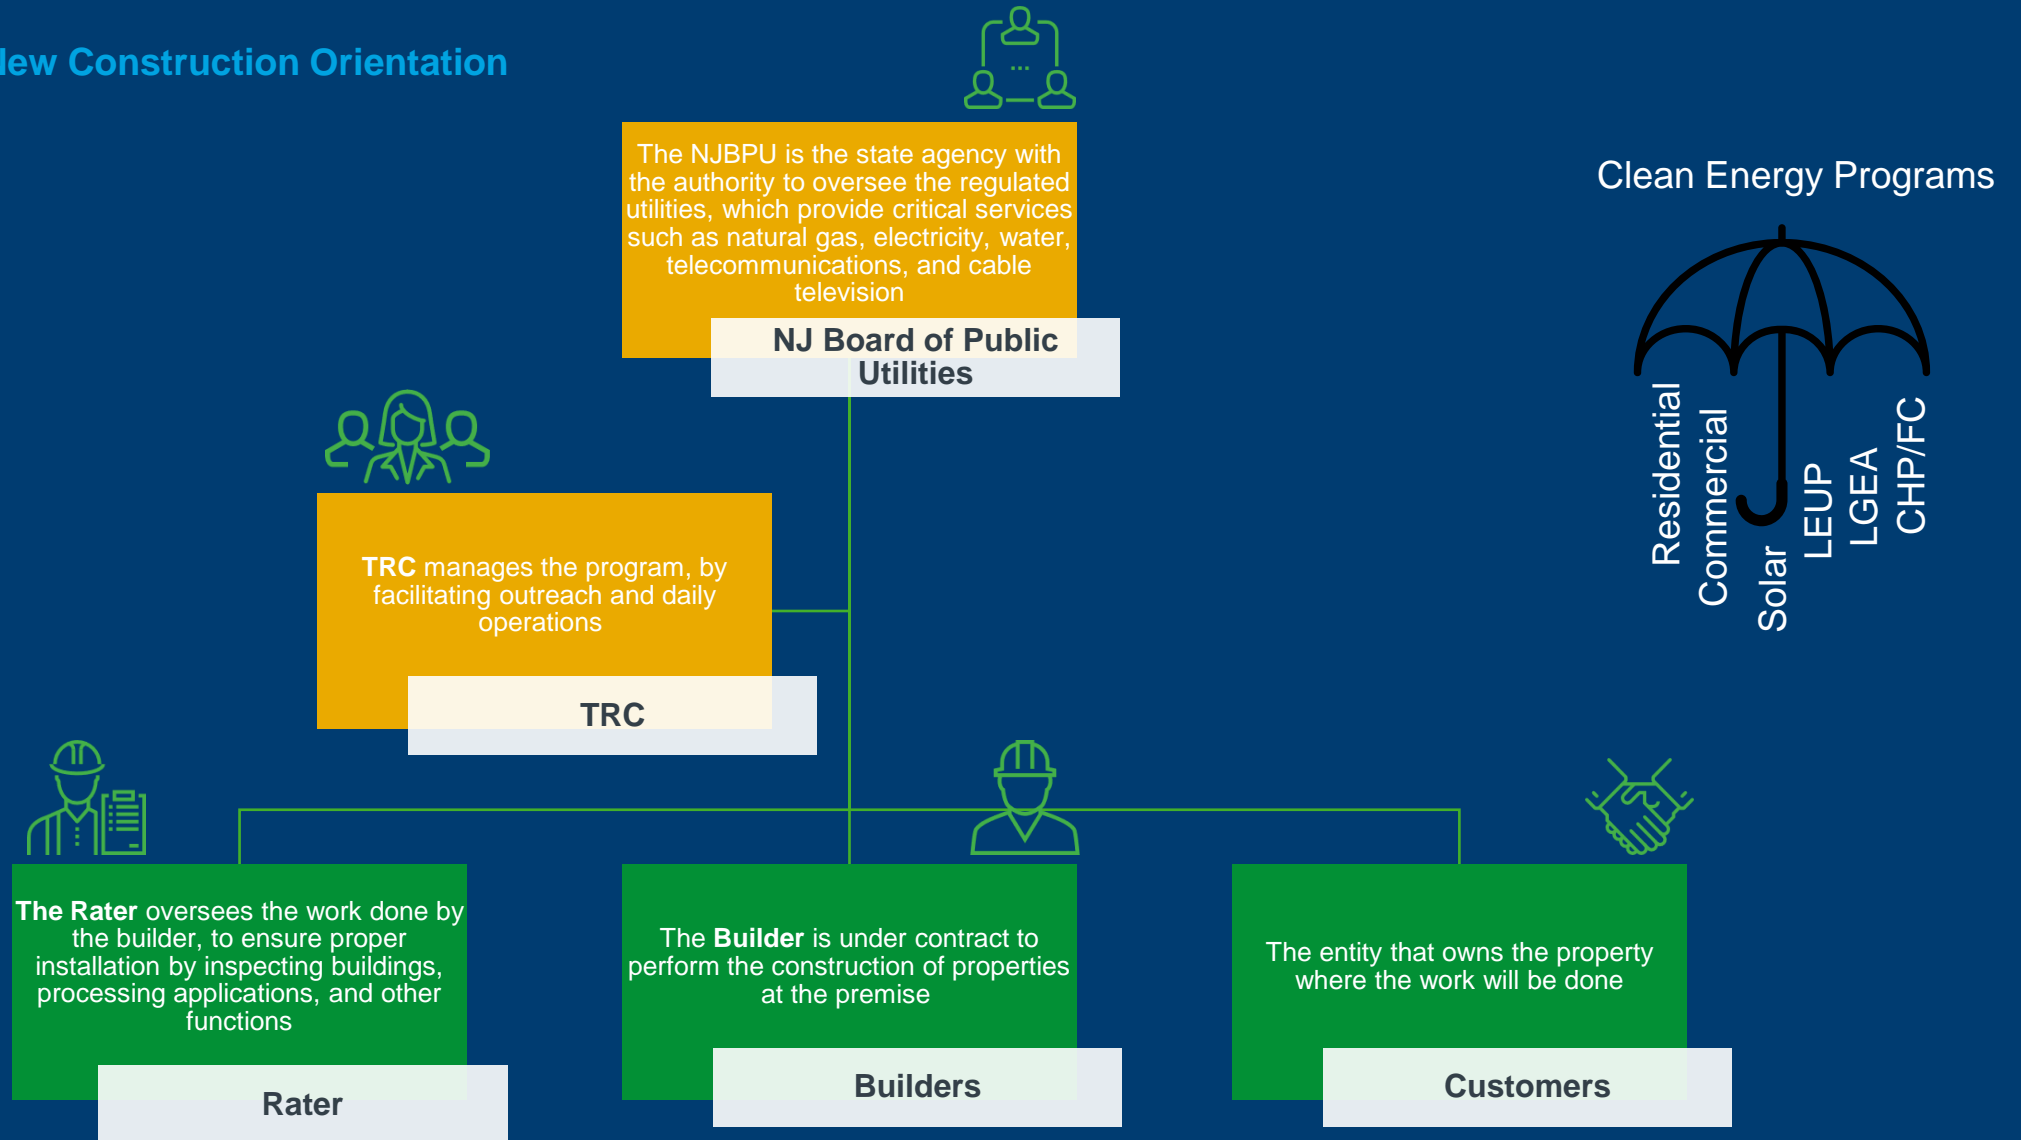 New Construction Orientation
The NJBPU is the state agency with
the authority to oversee the regulated
utilities, which provide critical services
such as natural gas, electricity, water,
telecommunications, and cable
television
NJ Board of Public
Utilities
Clean Energy Programs
Residential
Commercial
Solar
LEUP
LGEA
CHP/FC
TRC manages the program, by
facilitating outreach and daily
operations
TRC
The Rater oversees the work done by
the builder, to ensure proper
installation by inspecting buildings,
processing applications, and other
functions
Rater
The Builder is under contract to
perform the construction of properties
at the premise
Builders
The entity that owns the property
where the work will be done
Customers